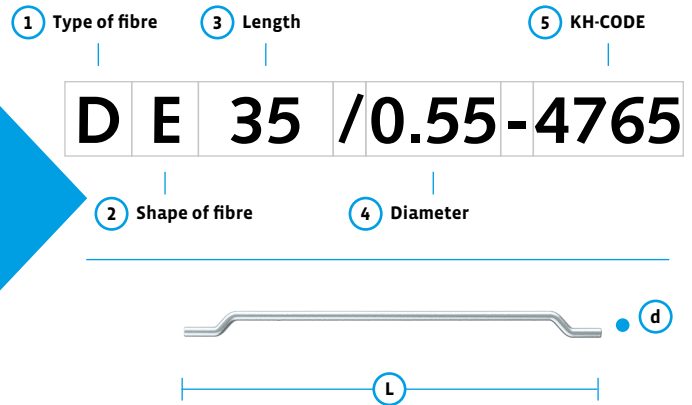 1 Type of fibre 3 Length 5 KH-CODE
D E 35 /0.55-4765
2 Shape of fibre 4 Diameter
d
L